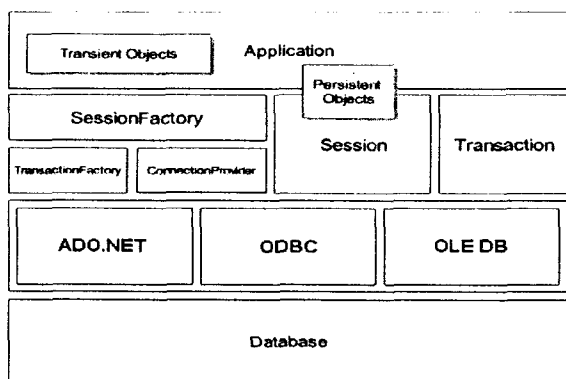 Transient Objects
Application
Persistent
Objects
SessionFactory
Session
Transaction
TransactionFactory
ConnectionProvider
ADO.NET
ODBC
OLE DB
Database